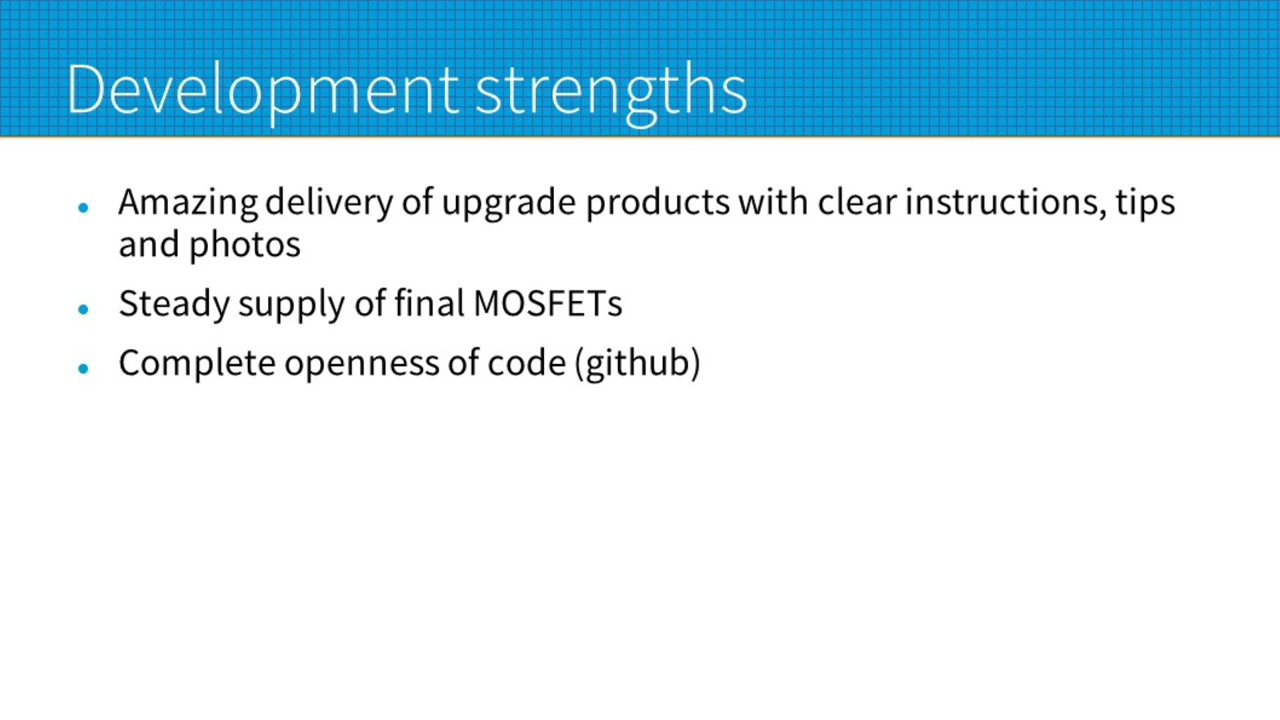 Development strengths
Amazing delivery of upgrade products with clear instructions, tips
and photos
Steady supply of final MOSFETs
Complete openness of code (github)